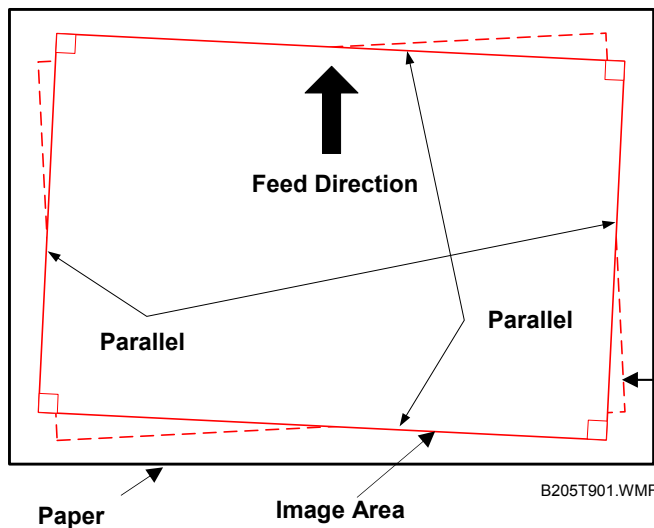 Feed Direction
Parallel
Parallel
B205T901.WMF
Paper
Image Area